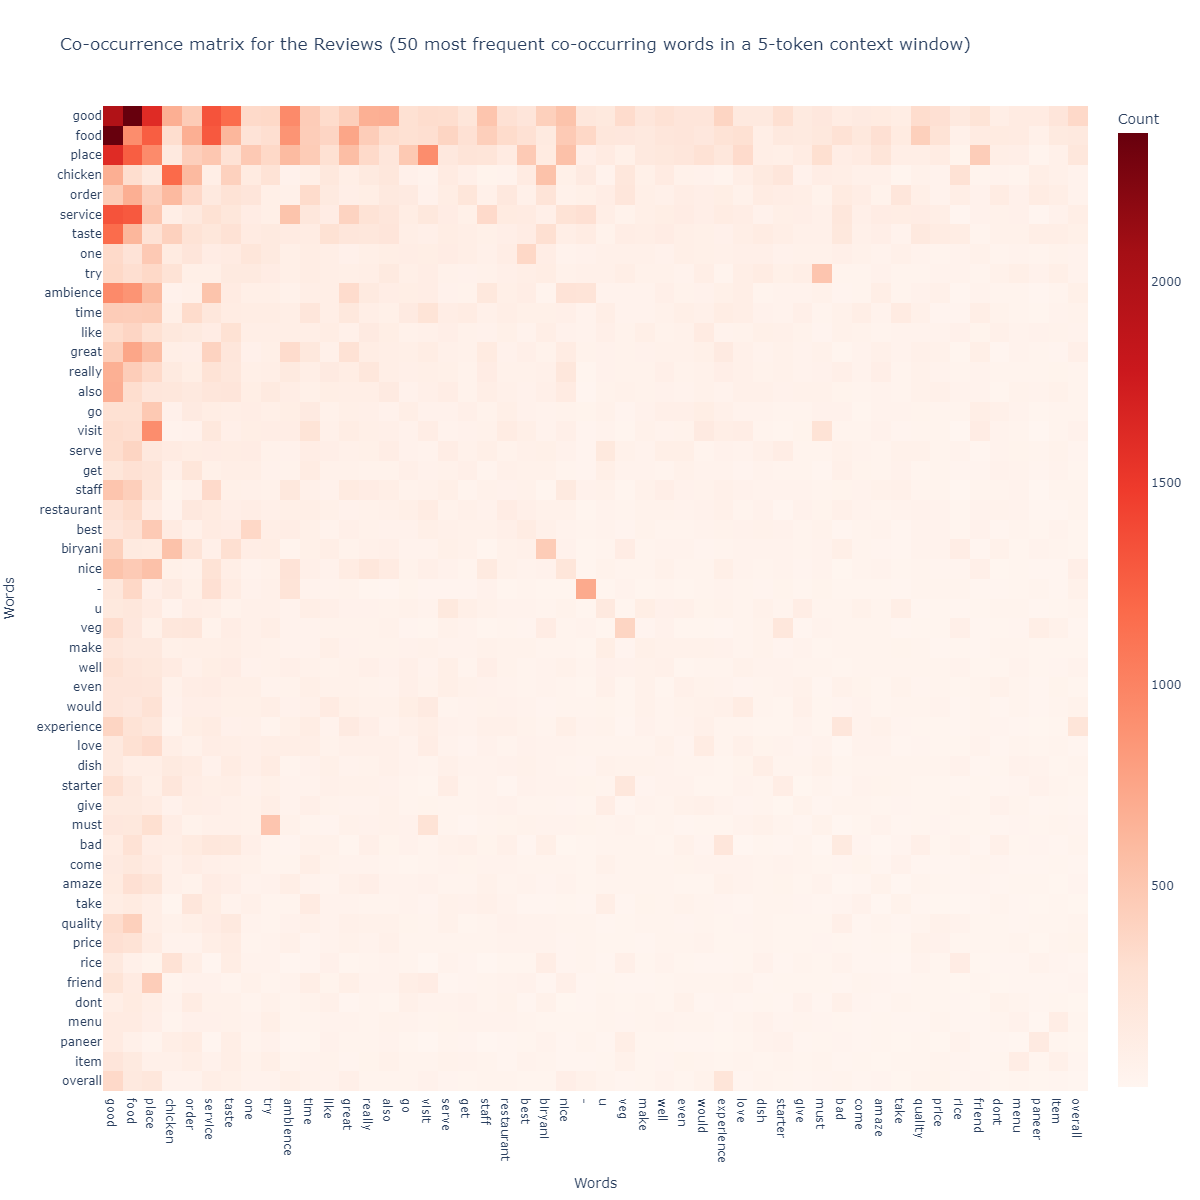 Co-occurrence matrix for the Reviews (50 most frequent co-occurring words in a 5-token context window)
Count
good
food
place
chicken
order
service
taste
one
try
ambience
time
like
great
really
also
go
visit
serve
get
staff
restaurant
best
biryani
nice
-
u
veg
make
well
even
would
experience
love
dish
starter
give
must
bad
come
amaze
take
quality
price
rice
friend
dont
menu
paneer
item
overall
2000
1500
1000
500
Words
good
food
place
chicken
order
service
taste
one
try
ambience
time
like
great
really
also
go
visit
serve
get
staff
restaurant
best
biryani
nice
-
u
veg
make
well
even
would
experience
love
dish
starter
give
must
bad
come
amaze
take
quality
price
rice
friend
dont
menu
paneer
item
overall
Words